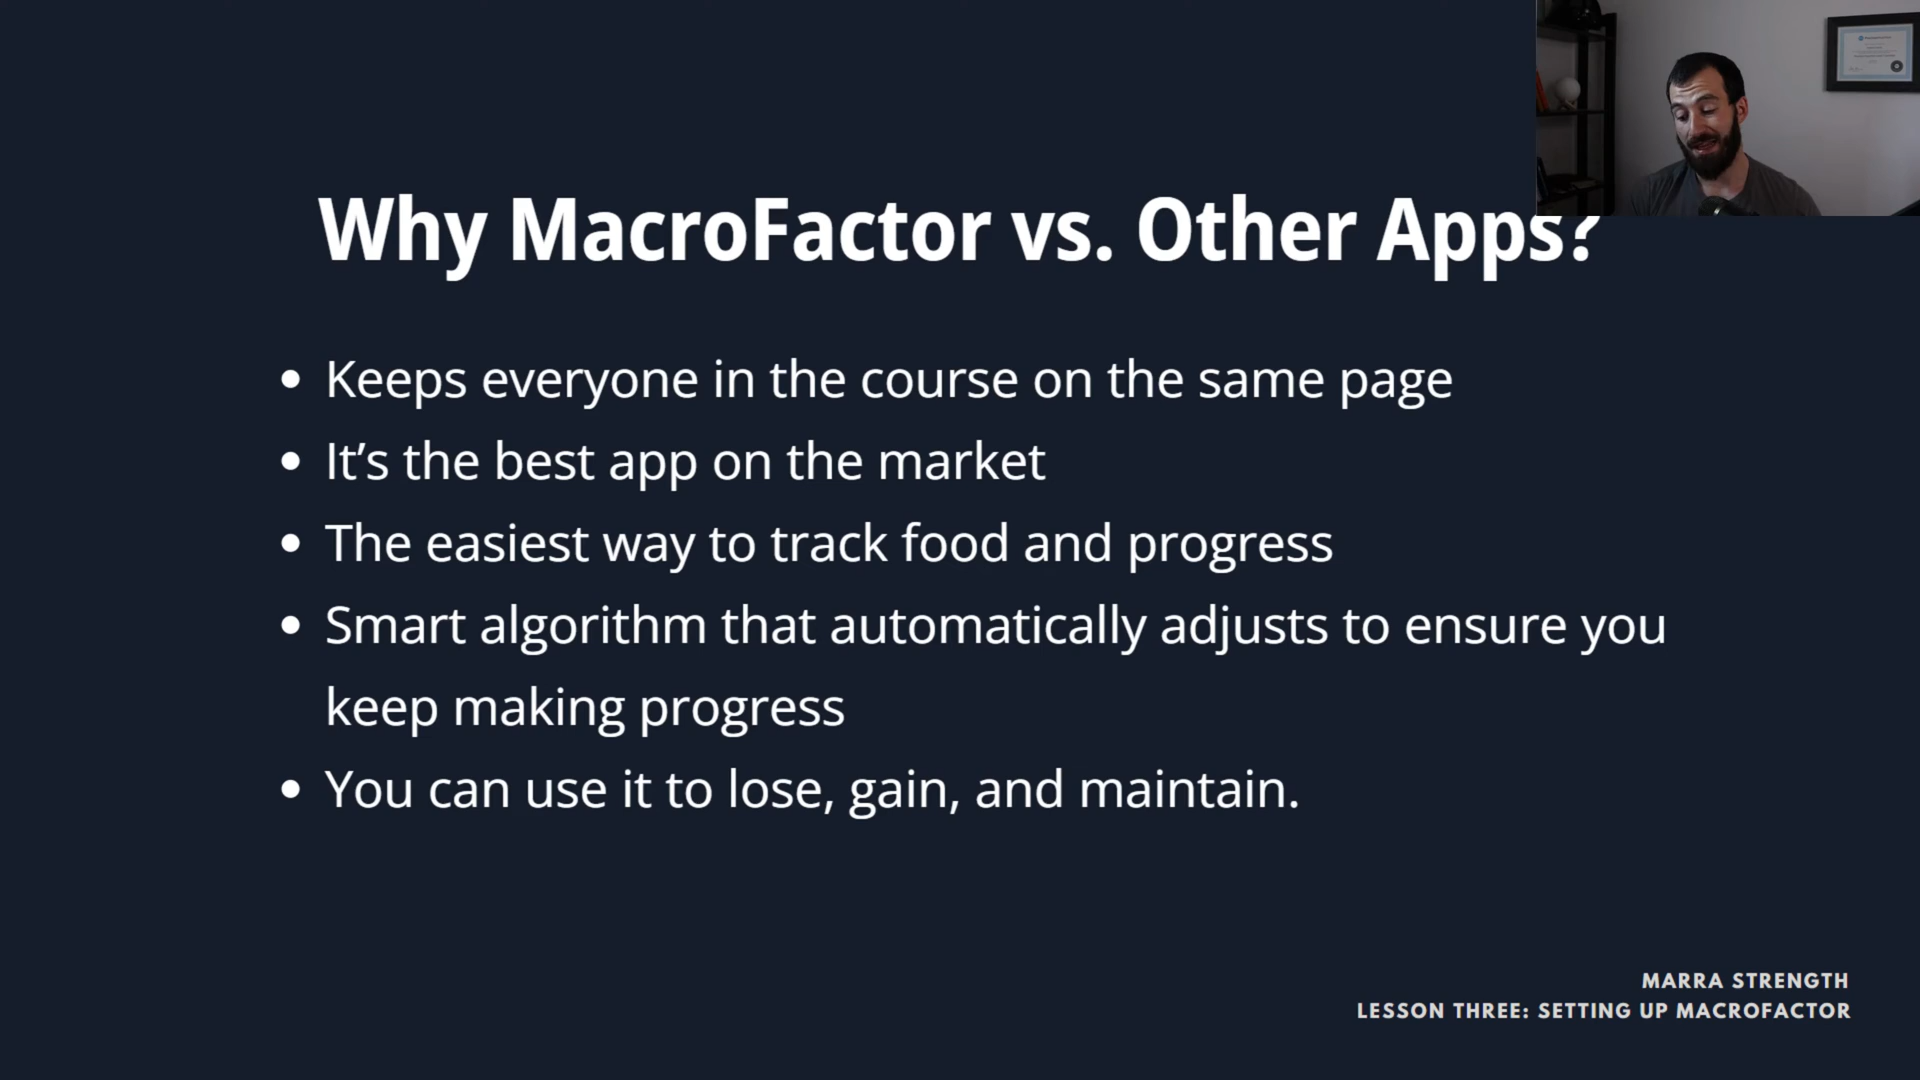 Why MacroFactor vs. Other Apps?
• Keeps everyone in the course on the same page
• It’s the best app on the market
• The easiest way to track food and progress
• Smart algorithm that automatically adjusts to ensure you
keep making progress
• You can use it to lose, gain, and maintain.
MARRA STRENGTH
LESSON THREE: SETTING UP MACROFACTOR